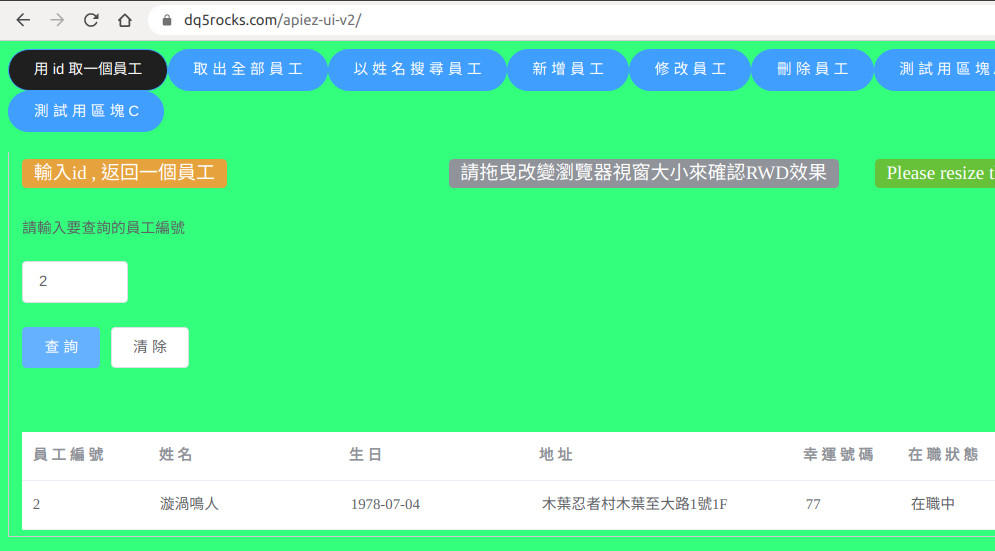 dq5rocks.com/apiez-ui-v2/
用 id 取一個員工 取出全部員工 以姓名搜尋員工 新增員工 修改員工 刪除員工 測試用區塊
測試用區塊C
輸入id , 返回一個員工 請拖曳改變瀏覽器視窗大小來確認RWD效果 Please resize t
請輸入要查詢的員工編號
2
查詢 清除
員工編號 姓名 生日 地址 幸運號碼 在職狀態
2 漩渦鳴人 1978-07-04 木葉忍者村木葉至大路1號1F 77 在職中